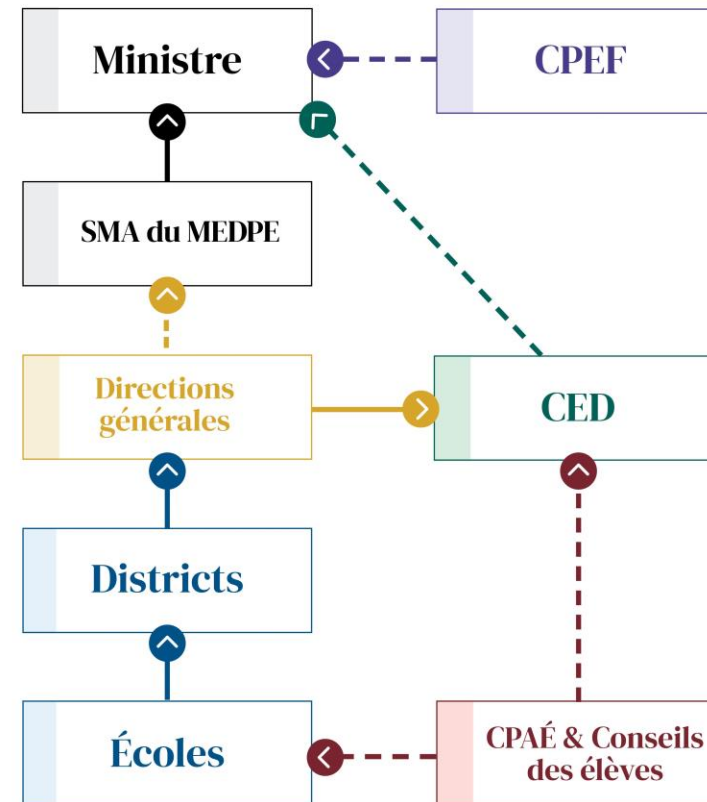 Ministre
CPEF
SMA du MEDPE
Directions
générales
CED
Districts
Écoles
CPAÉ & Conseils
des élèves